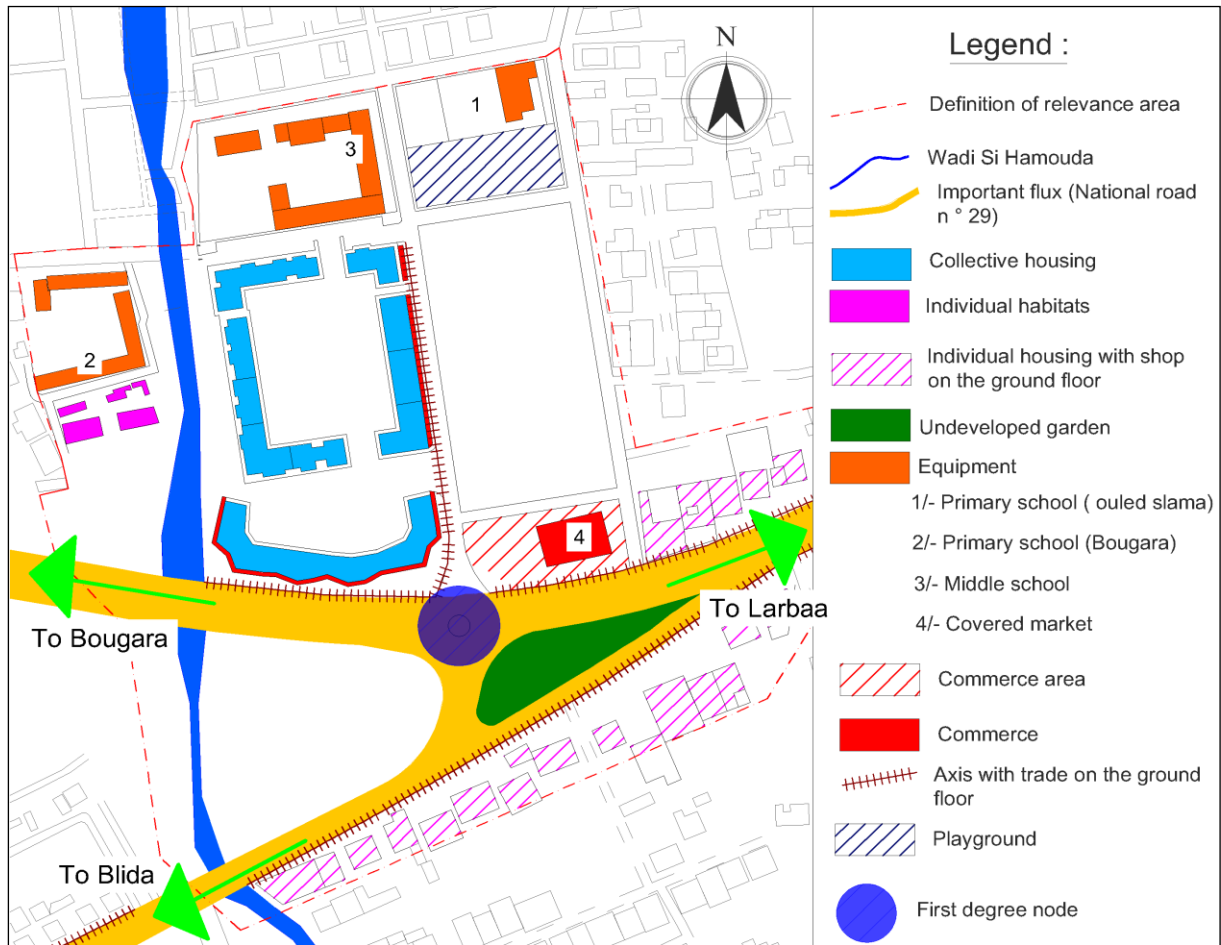 N
1
3
2
4
To Bougara
To Larbaa
To Blida
Legend :
Definition of relevance area
Wadi Si Hamouda
Important flux (National road
n ° 29)
Collective housing
Individual habitats
Individual housing with shop
on the ground floor
Undeveloped garden
Equipment
1/- Primary school ( ouled slama)
2/- Primary school (Bougara)
3/- Middle school
4/- Covered market
Commerce area
Commerce
Axis with trade on the ground
floor
Playground
First degree node